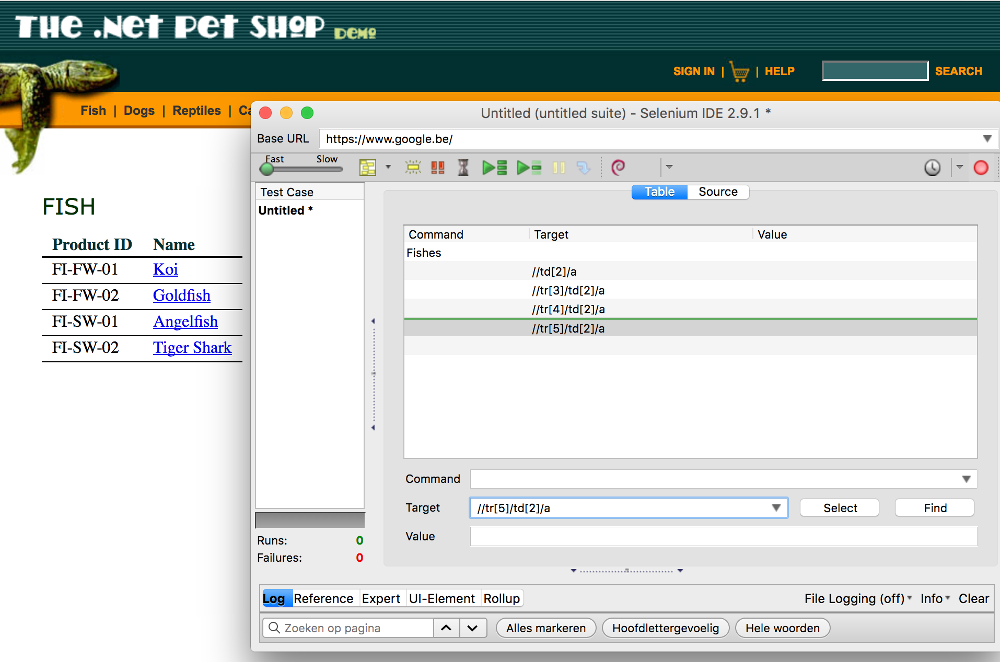 THE .NET PET SHOP DEMO
SIGN IN | | HELP SEARCH
Fish | Dogs | Reptiles | Ca
FISH
Product ID Name
FI-FW-01 Koi
FI-FW-02 Goldfish
FI-SW-01 Angelfish
FI-SW-02 Tiger Shark
Untitled (untitled suite) - Selenium IDE 2.9.1 *
Base URL https://www.google.be/
Fast Slow
Test Case
Untitled *
Table Source
Command Target Value
Fishes
//td[2]/a
//tr[3]/td[2]/a
//tr[4]/td[2]/a
//tr[5]/td[2]/a
Command
Target //tr[5]/td[2]/a Select Find
Value
Runs: 0
Failures: 0
Log Reference Expert UI-Element Rollup File Logging (off) Info Clear
Zoeken op pagina Alles markeren Hoofdlettergevoelig Hele woorden